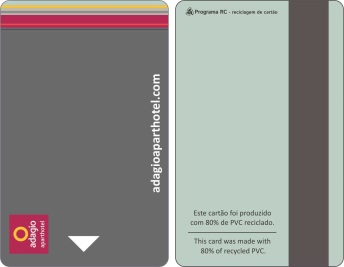 adagioaparthotel.com
adagio
aparthotel
Programa RC - reciclagem de cartão
Este cartão foi produzido
com 80% de PVC reciclado.
This card was made with
80% of recycled PVC.